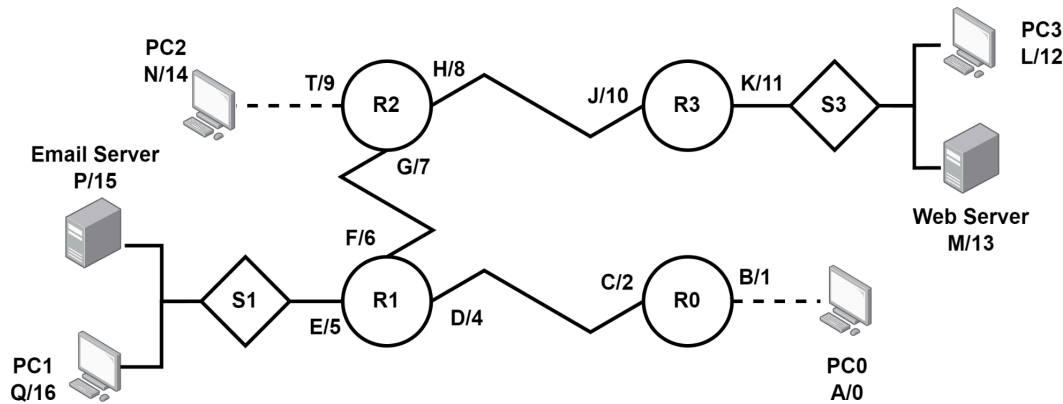 PC2
N/14
T/9
R2
H/8
J/10
R3
K/11
S3
PC3
L/12
G/7
Email Server
P/15
Web Server
M/13
F/6
S1
E/5
R1
D/4
C/2
R0
B/1
PC1
Q/16
PC0
A/0